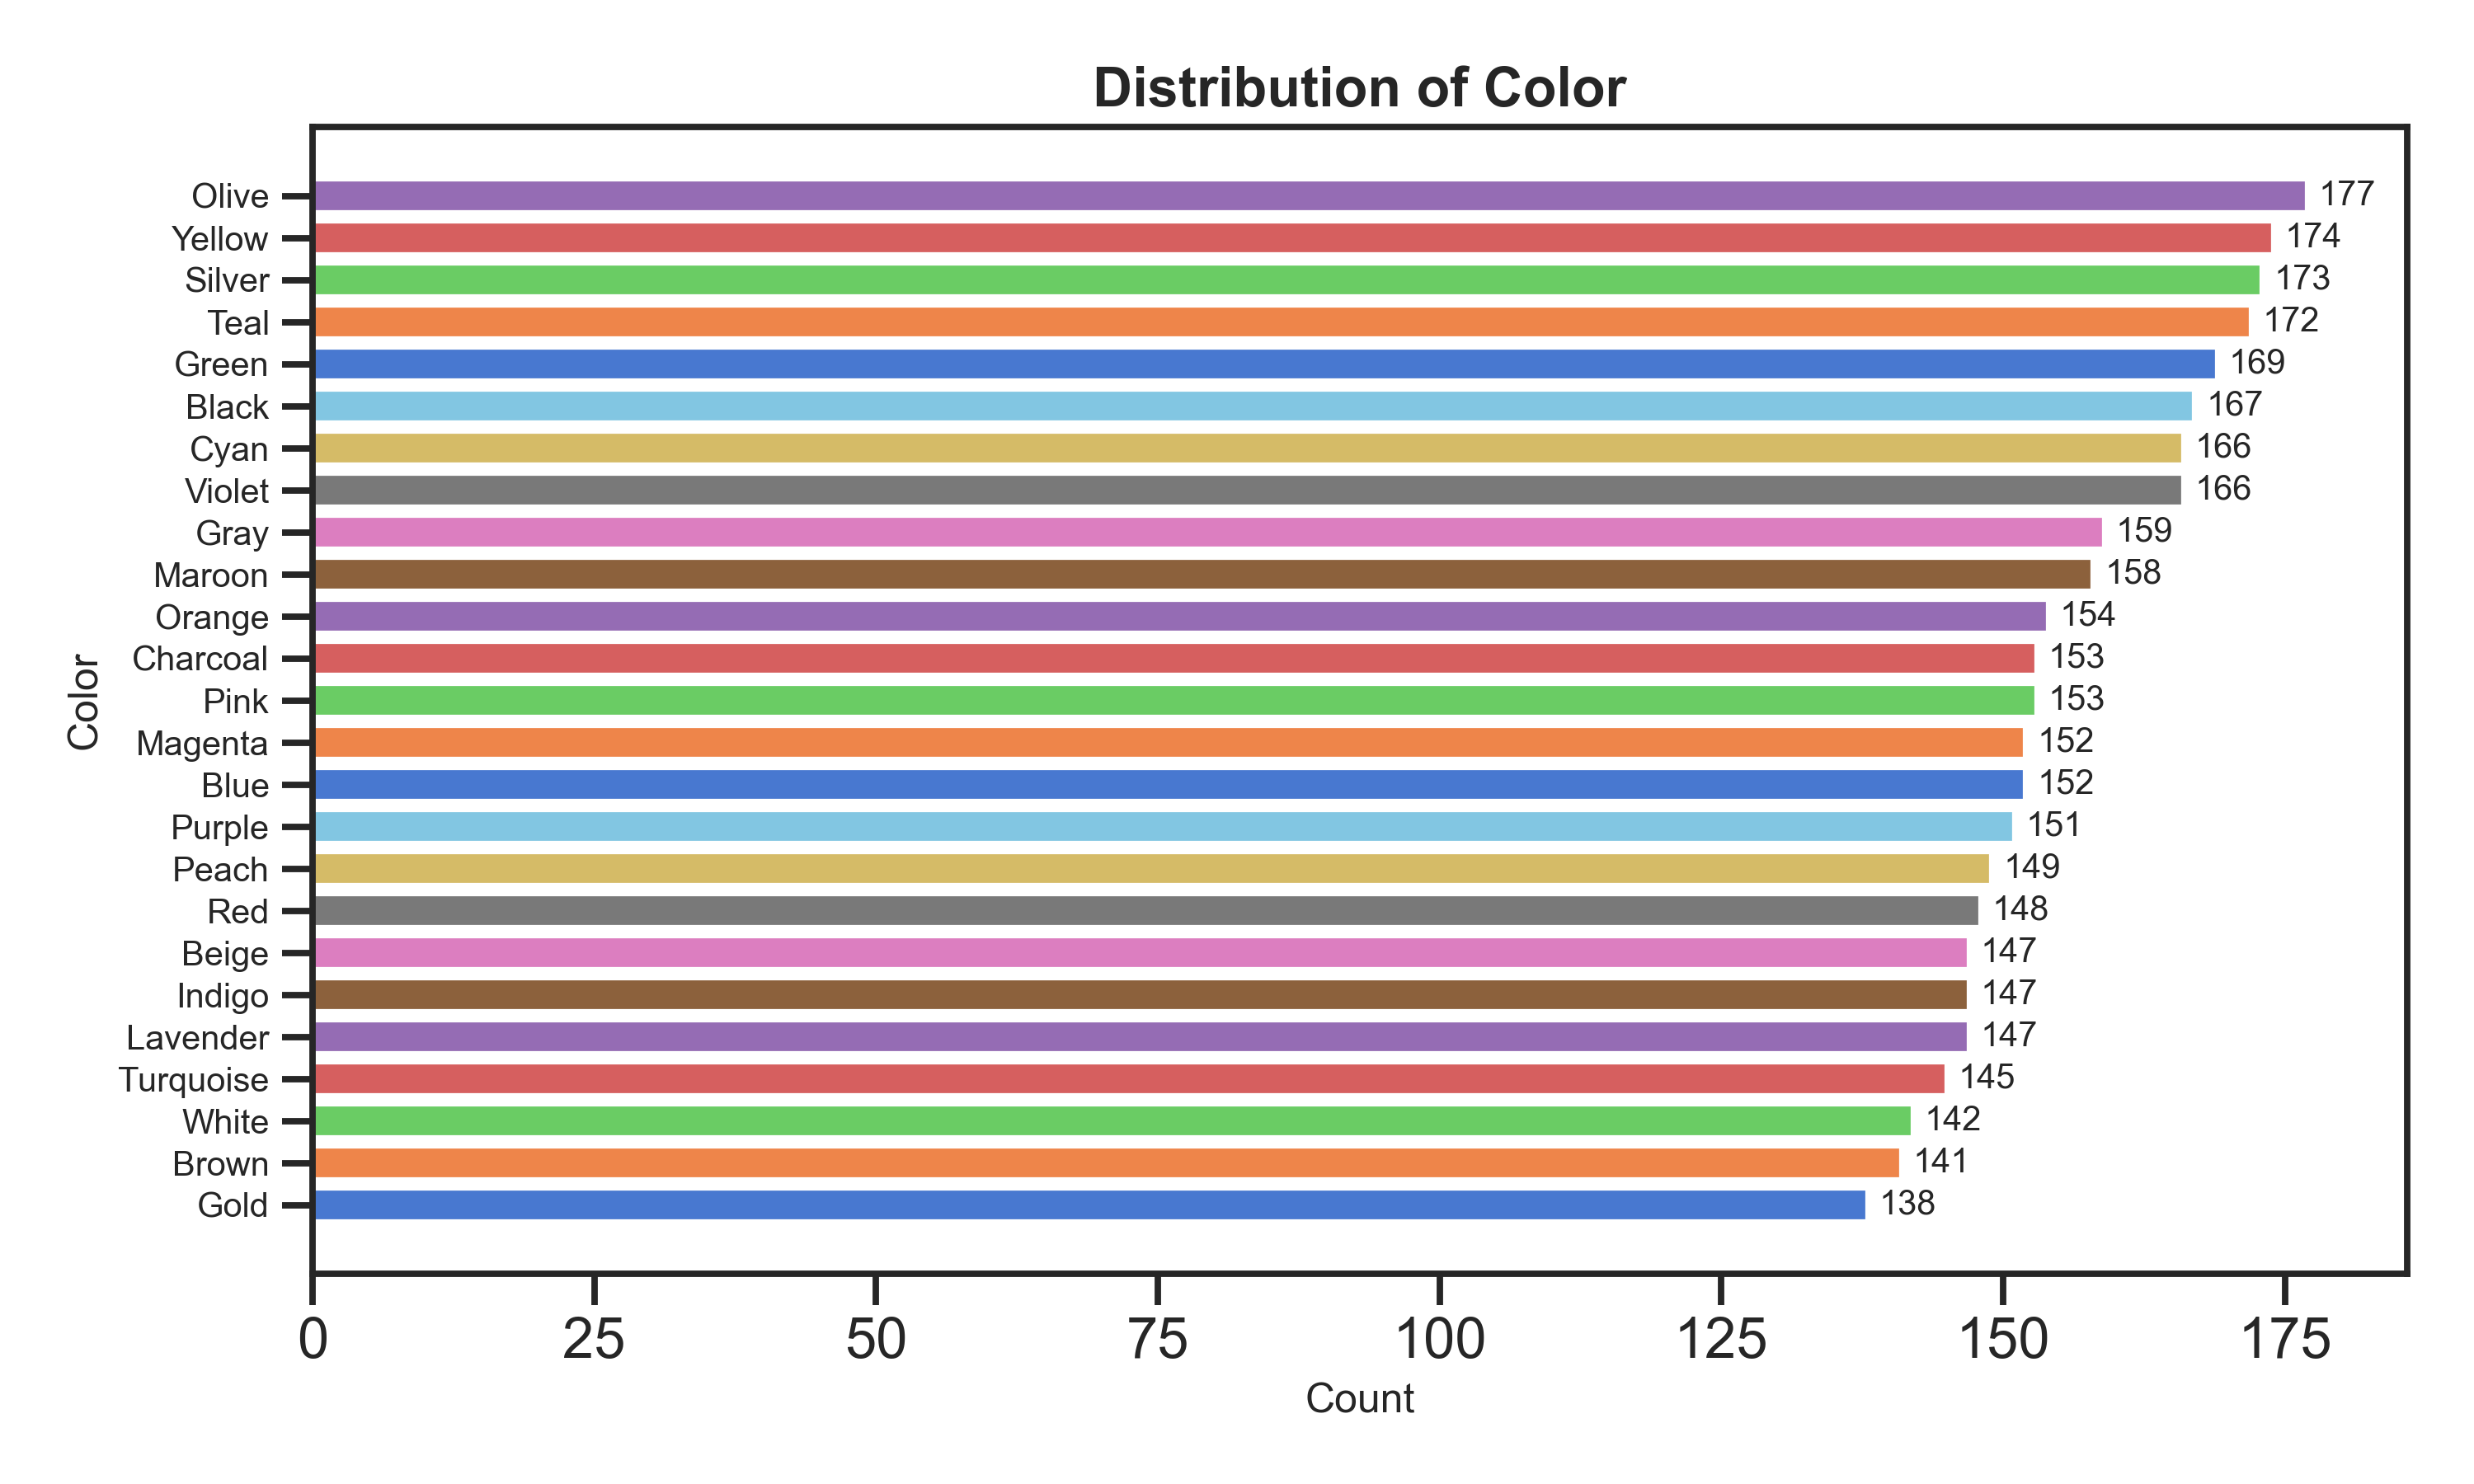 Distribution of Color
Olive 177
Yellow 174
Silver 173
Teal 172
Green 169
Black 167
Cyan 166
Violet 166
Gray 159
Maroon 158
Orange 154
Charcoal 153
Pink 153
Magenta 152
Blue 152
Purple 151
Peach 149
Red 148
Beige 147
Indigo 147
Lavender 147
Turquoise 145
White 142
Brown 141
Gold 138
Color
0 25 50 75 100 125 150 175
Count